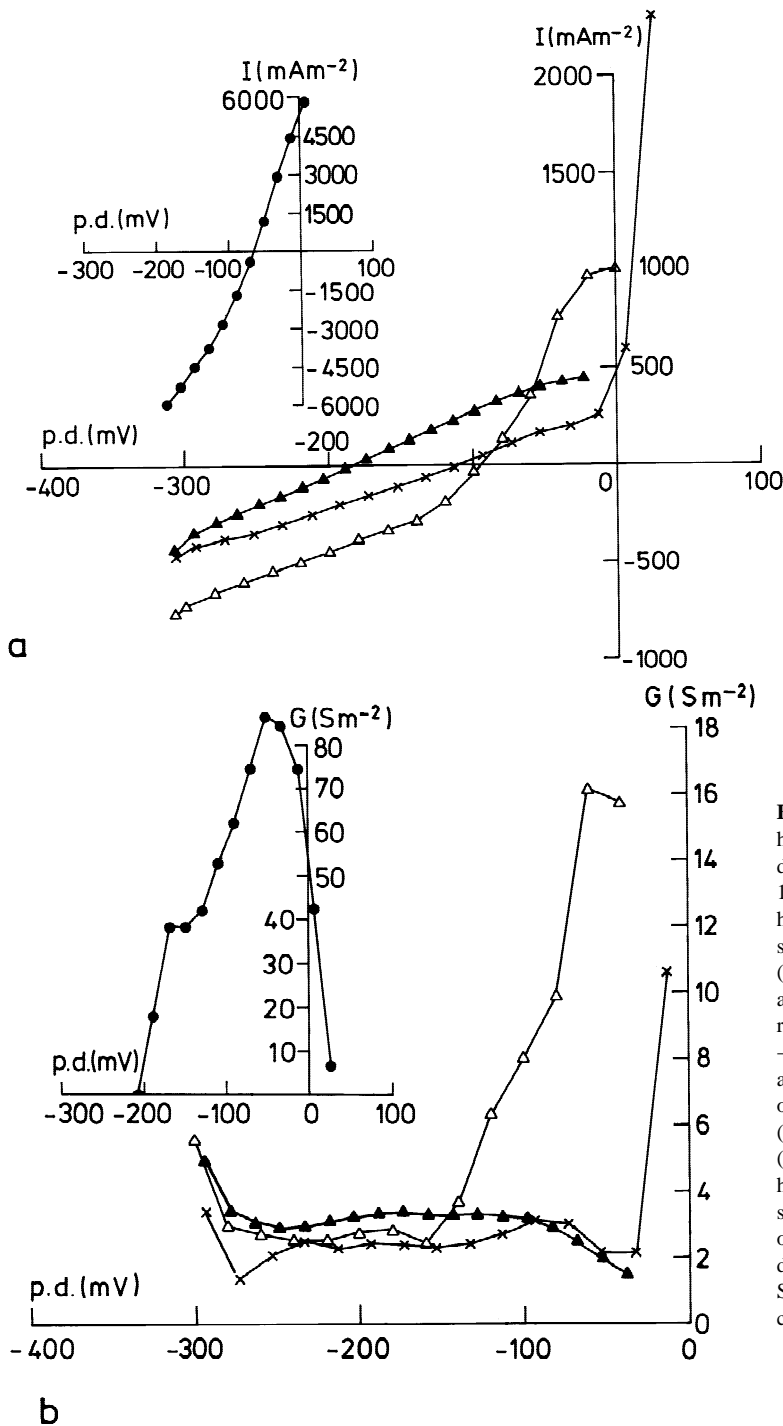 I(mAm⁻²)
2000
1500
1000
500
-500
-1000
I(mAm⁻²)
6000
4500
3000
1500
-1500
-3000
-4500
-6000
p.d.(mV)
-300 -200 -100 100
p.d.(mV)
-400 -300 -200 0 100
a
G(Sm⁻²)
18
16
14
12
10
8
6
4
2
0
G(Sm⁻²)
80
70
60
50
40
30
20
10
p.d.(mV)
-300 -200 -100 0 100
p.d.(mV)
-400 -300 -200 -100 0
b
h
d
1
h
s
(
a
r
–
a
o
(
(
h
s
o
d
S
c